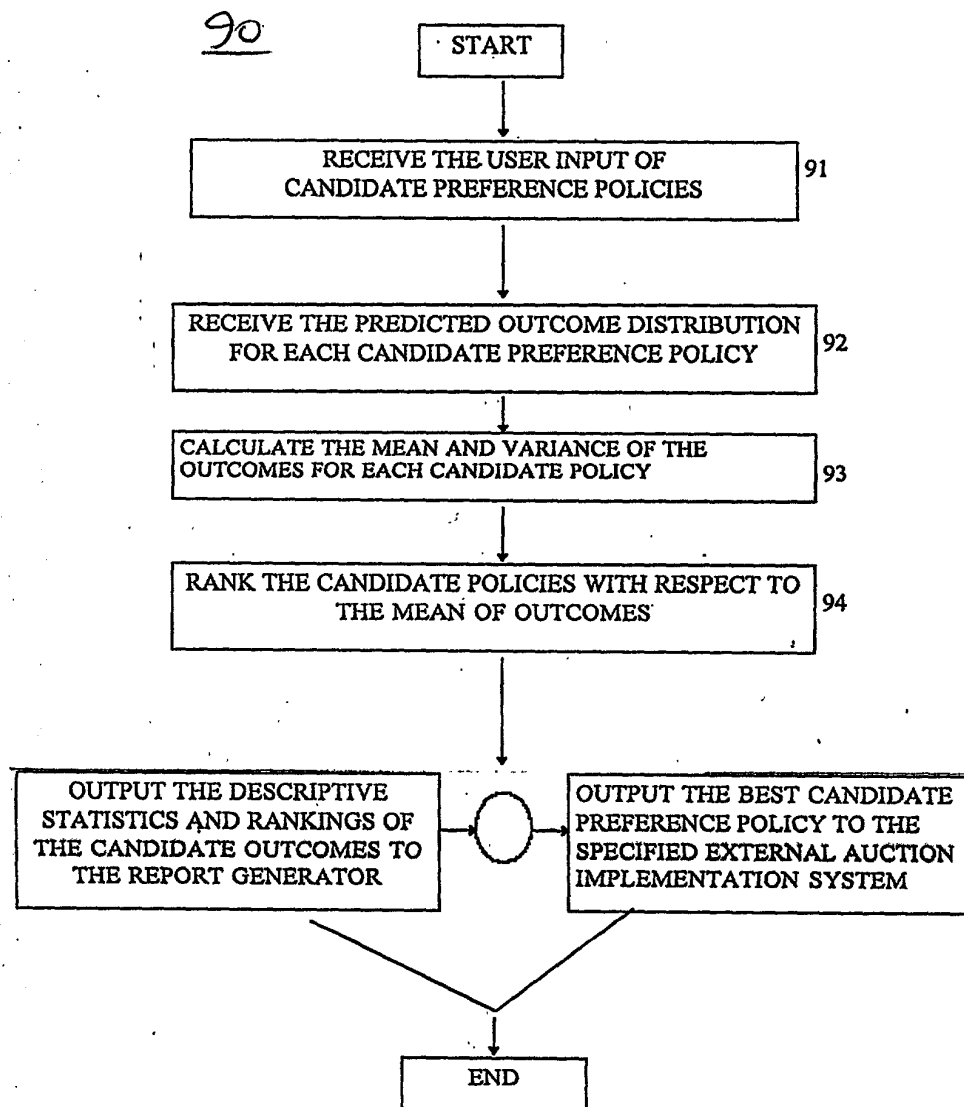 90
START
RECEIVE THE USER INPUT OF
CANDIDATE PREFERENCE POLICIES
91
RECEIVE THE PREDICTED OUTCOME DISTRIBUTION
FOR EACH CANDIDATE PREFERENCE POLICY
92
CALCULATE THE MEAN AND VARIANCE OF THE
OUTCOMES FOR EACH CANDIDATE POLICY
93
RANK THE CANDIDATE POLICIES WITH RESPECT TO
THE MEAN OF OUTCOMES
94
OUTPUT THE DESCRIPTIVE
STATISTICS AND RANKINGS OF
THE CANDIDATE OUTCOMES TO
THE REPORT GENERATOR
OUTPUT THE BEST CANDIDATE
PREFERENCE POLICY TO THE
SPECIFIED EXTERNAL AUCTION
IMPLEMENTATION SYSTEM
END